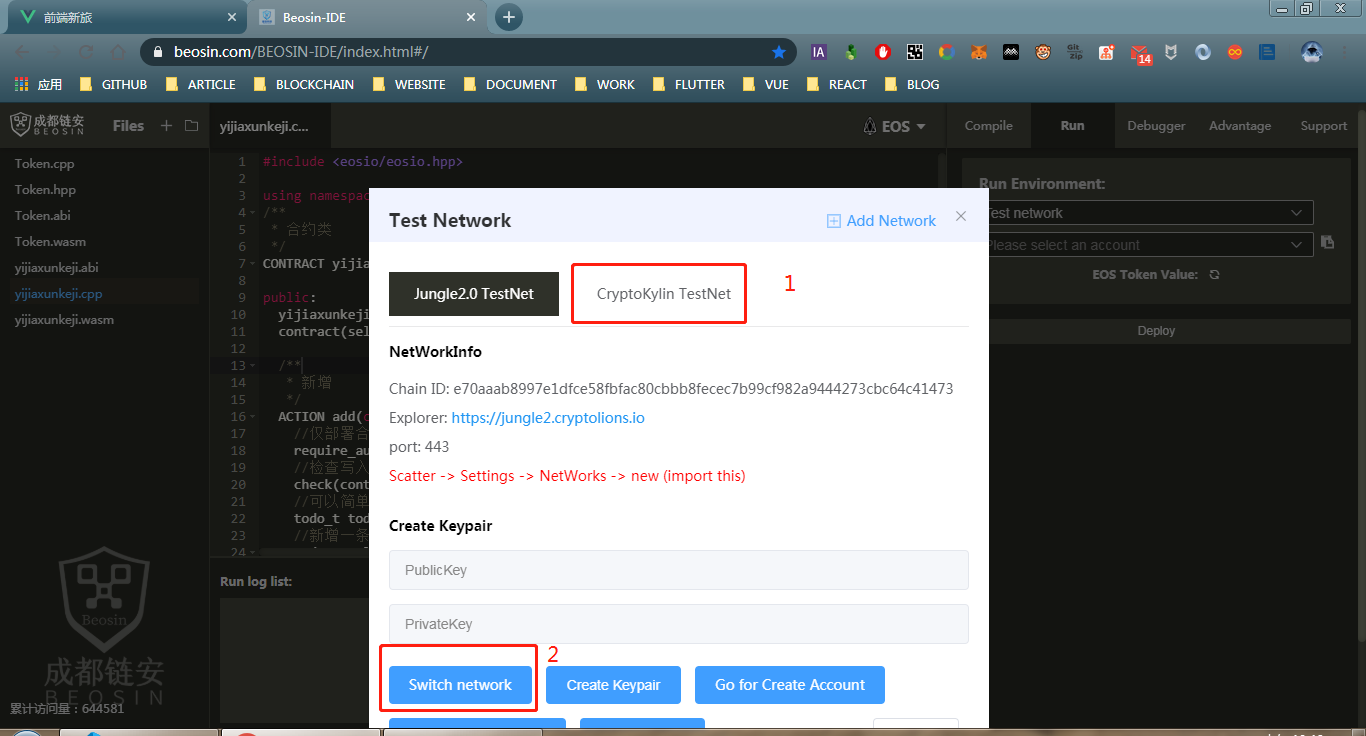 前端新旅
Beosin-IDE
beosin.com/BEOSIN-IDE/index.html#/
IA
Git
Zip
14
应用 GITHUB ARTICLE BLOCKCHAIN WEBSITE DOCUMENT WORK FLUTTER VUE REACT BLOG
成都链安
BEOSIN
Files
yijiaxunkeji.c...
EOS
Compile Run Debugger Advantage Support
Token.cpp
Token.hpp
Token.abi
Token.wasm
yijiaxunkeji.abi
yijiaxunkeji.cpp
yijiaxunkeji.wasm
1 #include <eosio/eosio.hpp>
2
3 using namespac
4 /**
5 * 合约类
6 */
7 CONTRACT yijia
8
9 public:
10 yijiaxunkeji
11 contract(sel
12
13 /**
14 * 新增
15 */
16 ACTION add(
17 //仅部署合
18 require_au
19 //检查写入
20 check(cont
21 //可以简单
22 todo_t tod
23 //新增一条
24
Run log list:
Beosin
成都链安
BEOSIN
累计访问量：644581
Test Network
Add Network
Jungle2.0 TestNet
CryptoKylin TestNet
1
NetWorkInfo
Chain ID: e70aaab8997e1dfce58fbfac80cbbb8fecec7b99cf982a9444273cbc64c41473
Explorer: https://jungle2.cryptolions.io
port: 443
Scatter -> Settings -> NetWorks -> new (import this)
Create Keypair
PublicKey
PrivateKey
2
Switch network
Create Keypair
Go for Create Account
Run Environment:
Test network
Please select an account
EOS Token Value:
Deploy